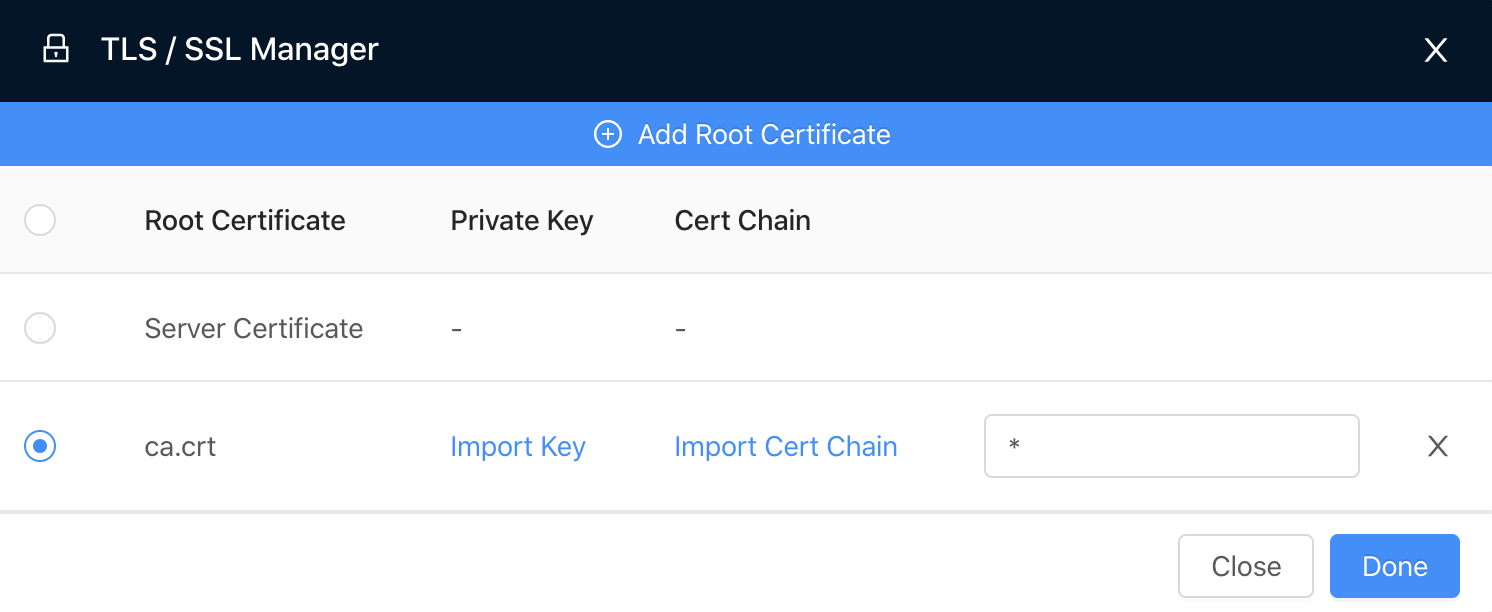 TLS / SSL Manager
Add Root Certificate
Root Certificate Private Key Cert Chain
Server Certificate - -
ca.crt Import Key Import Cert Chain *
Close Done